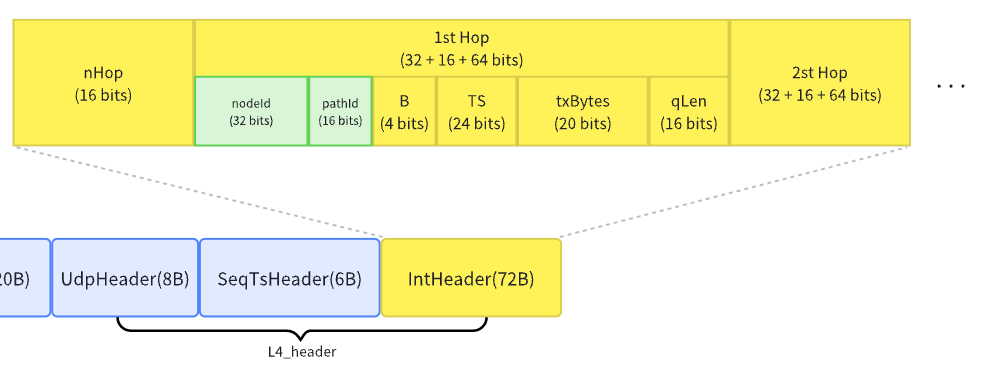 nHop
(16 bits)
1st Hop
(32 + 16 + 64 bits)
nodeId
(32 bits)
pathId
(16 bits)
B
(4 bits)
TS
(24 bits)
txBytes
(20 bits)
qLen
(16 bits)
2st Hop
(32 + 16 + 64 bits)
...
20B)
UdpHeader(8B)
SeqTsHeader(6B)
IntHeader(72B)
L4_header